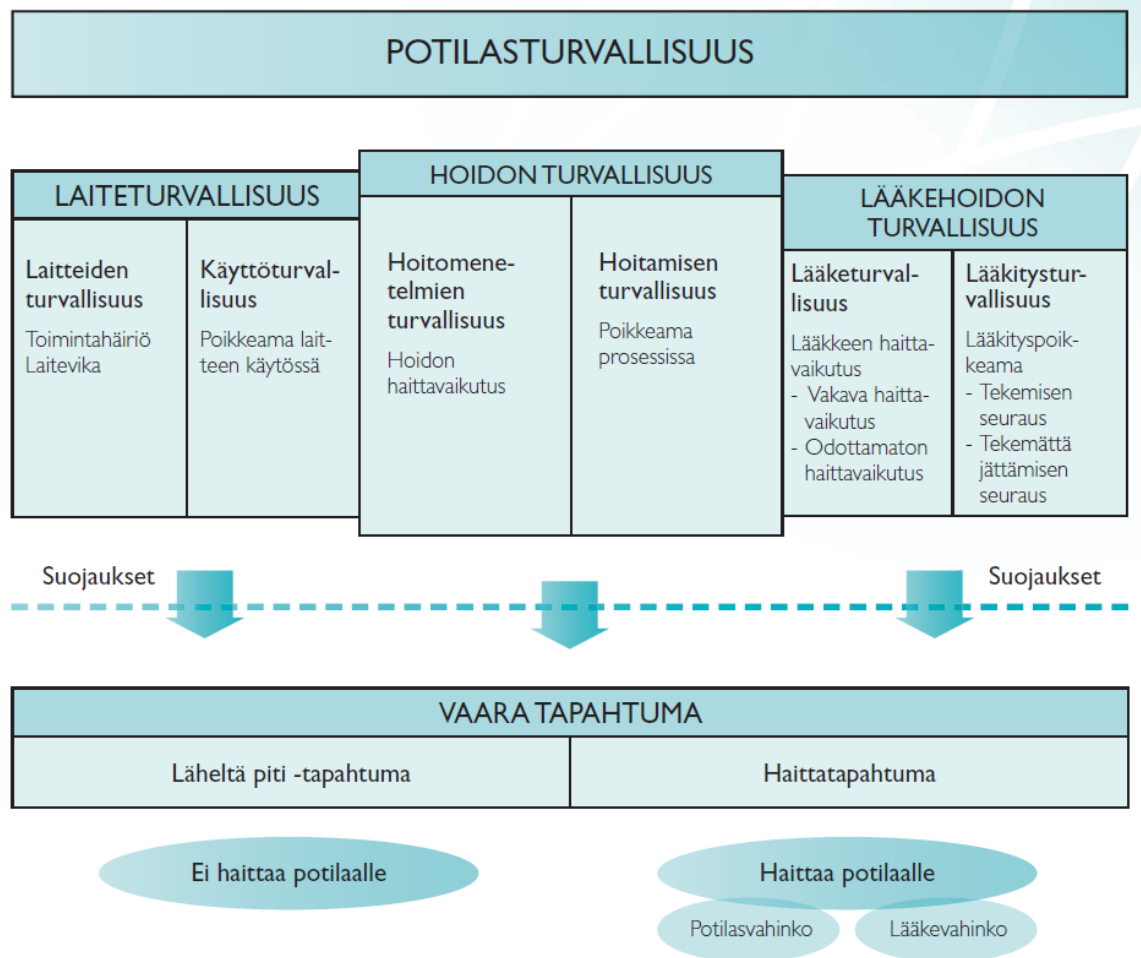 POTILASTURVALLISUUS
LAITETURVALLISUUS
Laitteiden
turvallisuus
Toimintahäiriö
Laitevika
Käyttöturval-
lisuus
Poikkeama lait-
teen käytössä
HOIDON TURVALLISUUS
Hoitomene-
telmien
turvallisuus
Hoidon
haittavaikutus
Hoitamisen
turvallisuus
Poikkeama
prosessissa
LÄÄKEHOIDON
TURVALLISUUS
Lääketurval-
lisuus
Lääkkeen haitta-
vaikutus
- Vakava haitta-
vaikutus
- Odottamaton
haittavaikutus
Lääkitystur-
vallisuus
Lääkityspoik-
keama
- Tekemisen
seuraus
- Tekemättä
jättämisen
seuraus
Suojaukset
Suojaukset
VAARA TAPAHTUMA
Läheltä piti -tapahtuma
Haittatapahtuma
Ei haittaa potilaalle
Haittaa potilaalle
Potilasvahinko
Lääkevahinko